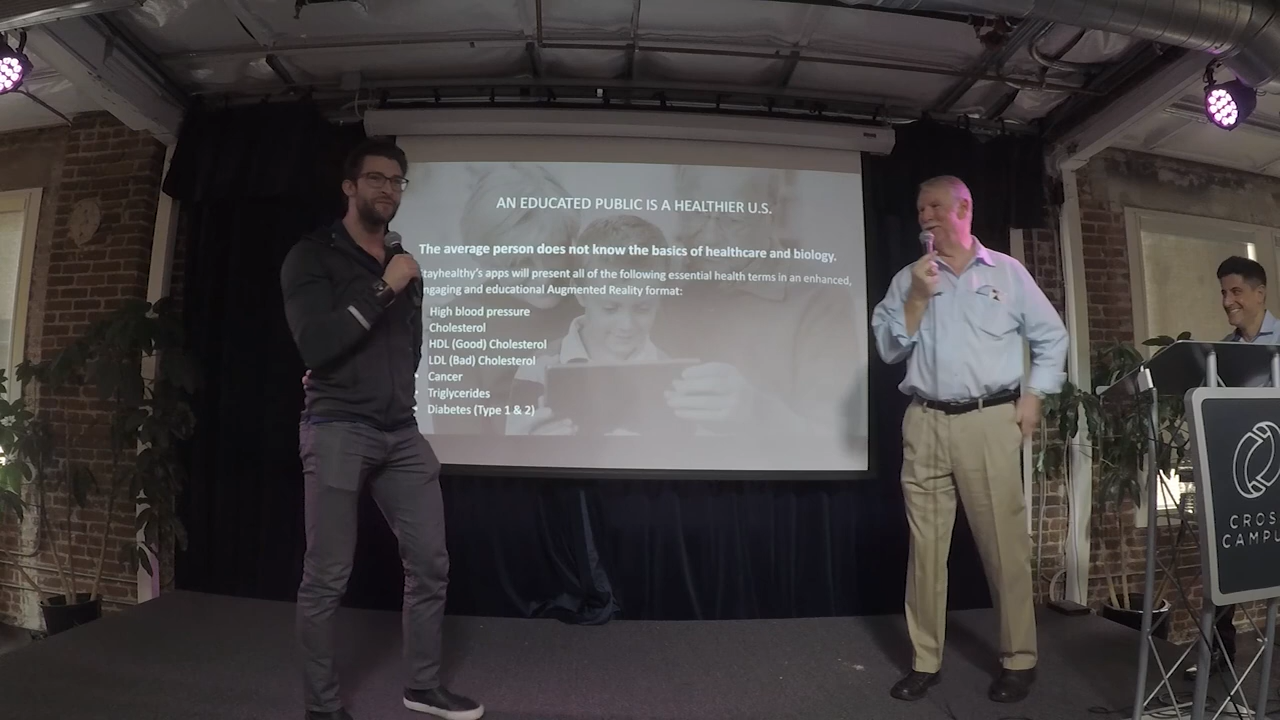 AN EDUCATED PUBLIC IS A HEALTHIER U.S.
The average person does not know the basics of healthcare and biology.
tayhealthy's apps will present all of the following essential health terms in an enhanced,
ngaging and educational Augmented Reality format:
High blood pressure
Cholesterol
HDL (Good) Cholesterol
LDL (Bad) Cholesterol
Cancer
Triglycerides
Diabetes (Type 1 & 2)
CROS
CAMPU